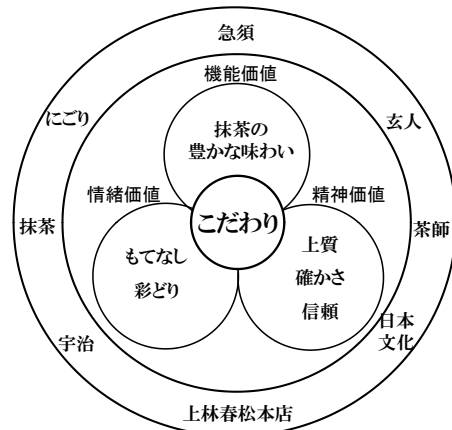 急須
機能価値
にごり
玄人
抹茶の
豊かな味わい
情緒価値
精神価値
こだわり
抹茶
茶師
もてなし
彩どり
上質
確かさ
信頼
日本
文化
宇治
上林春松本店